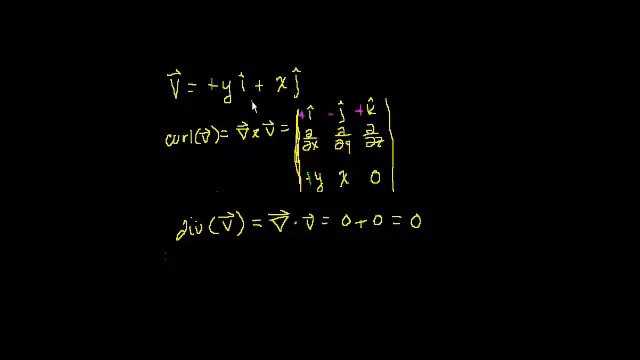 V⃗ = +y î + x ĵ
curl(V⃗) = ∇⃗ x V⃗ = | +î -ĵ +k̂ |
| ∂/∂x ∂/∂y ∂/∂z |
| +y x 0 |
div(V⃗) = ∇⃗ · V⃗ = 0 + 0 = 0